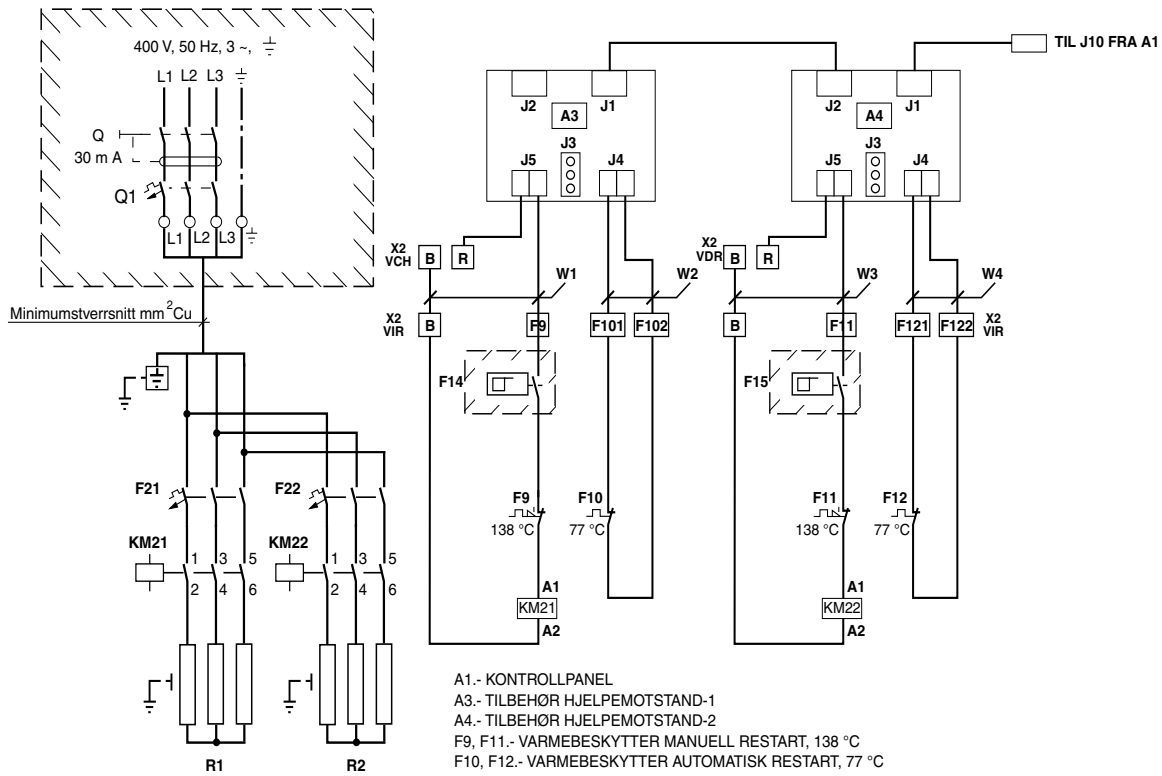 400 V, 50 Hz, 3 ~,
L1 L2 L3
Q
30 m A
Q1
L1 L2 L3
Minimumstverrsnitt mm²Cu
F21
F22
KM21
KM22
1 3 5
2 4 6
1 3 5
2 4 6
R1
R2
TIL J10 FRA A1
J2 J1
A3
J3
J5 J4
X2
VCH
B R
W1
W2
X2
VIR
B F9 F101 F102
F14
F9
138 °C
F10
77 °C
A1
KM21
A2
J2 J1
A4
J3
J5 J4
X2
VDR
B R
W3
W4
B F11 F121 F122
X2
VIR
F15
F11
138 °C
F12
77 °C
A1
KM22
A2
A1.- KONTROLLPANEL
A3.- TILBEHØR HJELPEMOTSTAND-1
A4.- TILBEHØR HJELPEMOTSTAND-2
F9, F11.- VARMEBESKYTTER MANUELL RESTART, 138 °C
F10, F12.- VARMEBESKYTTER AUTOMATISK RESTART, 77 °C